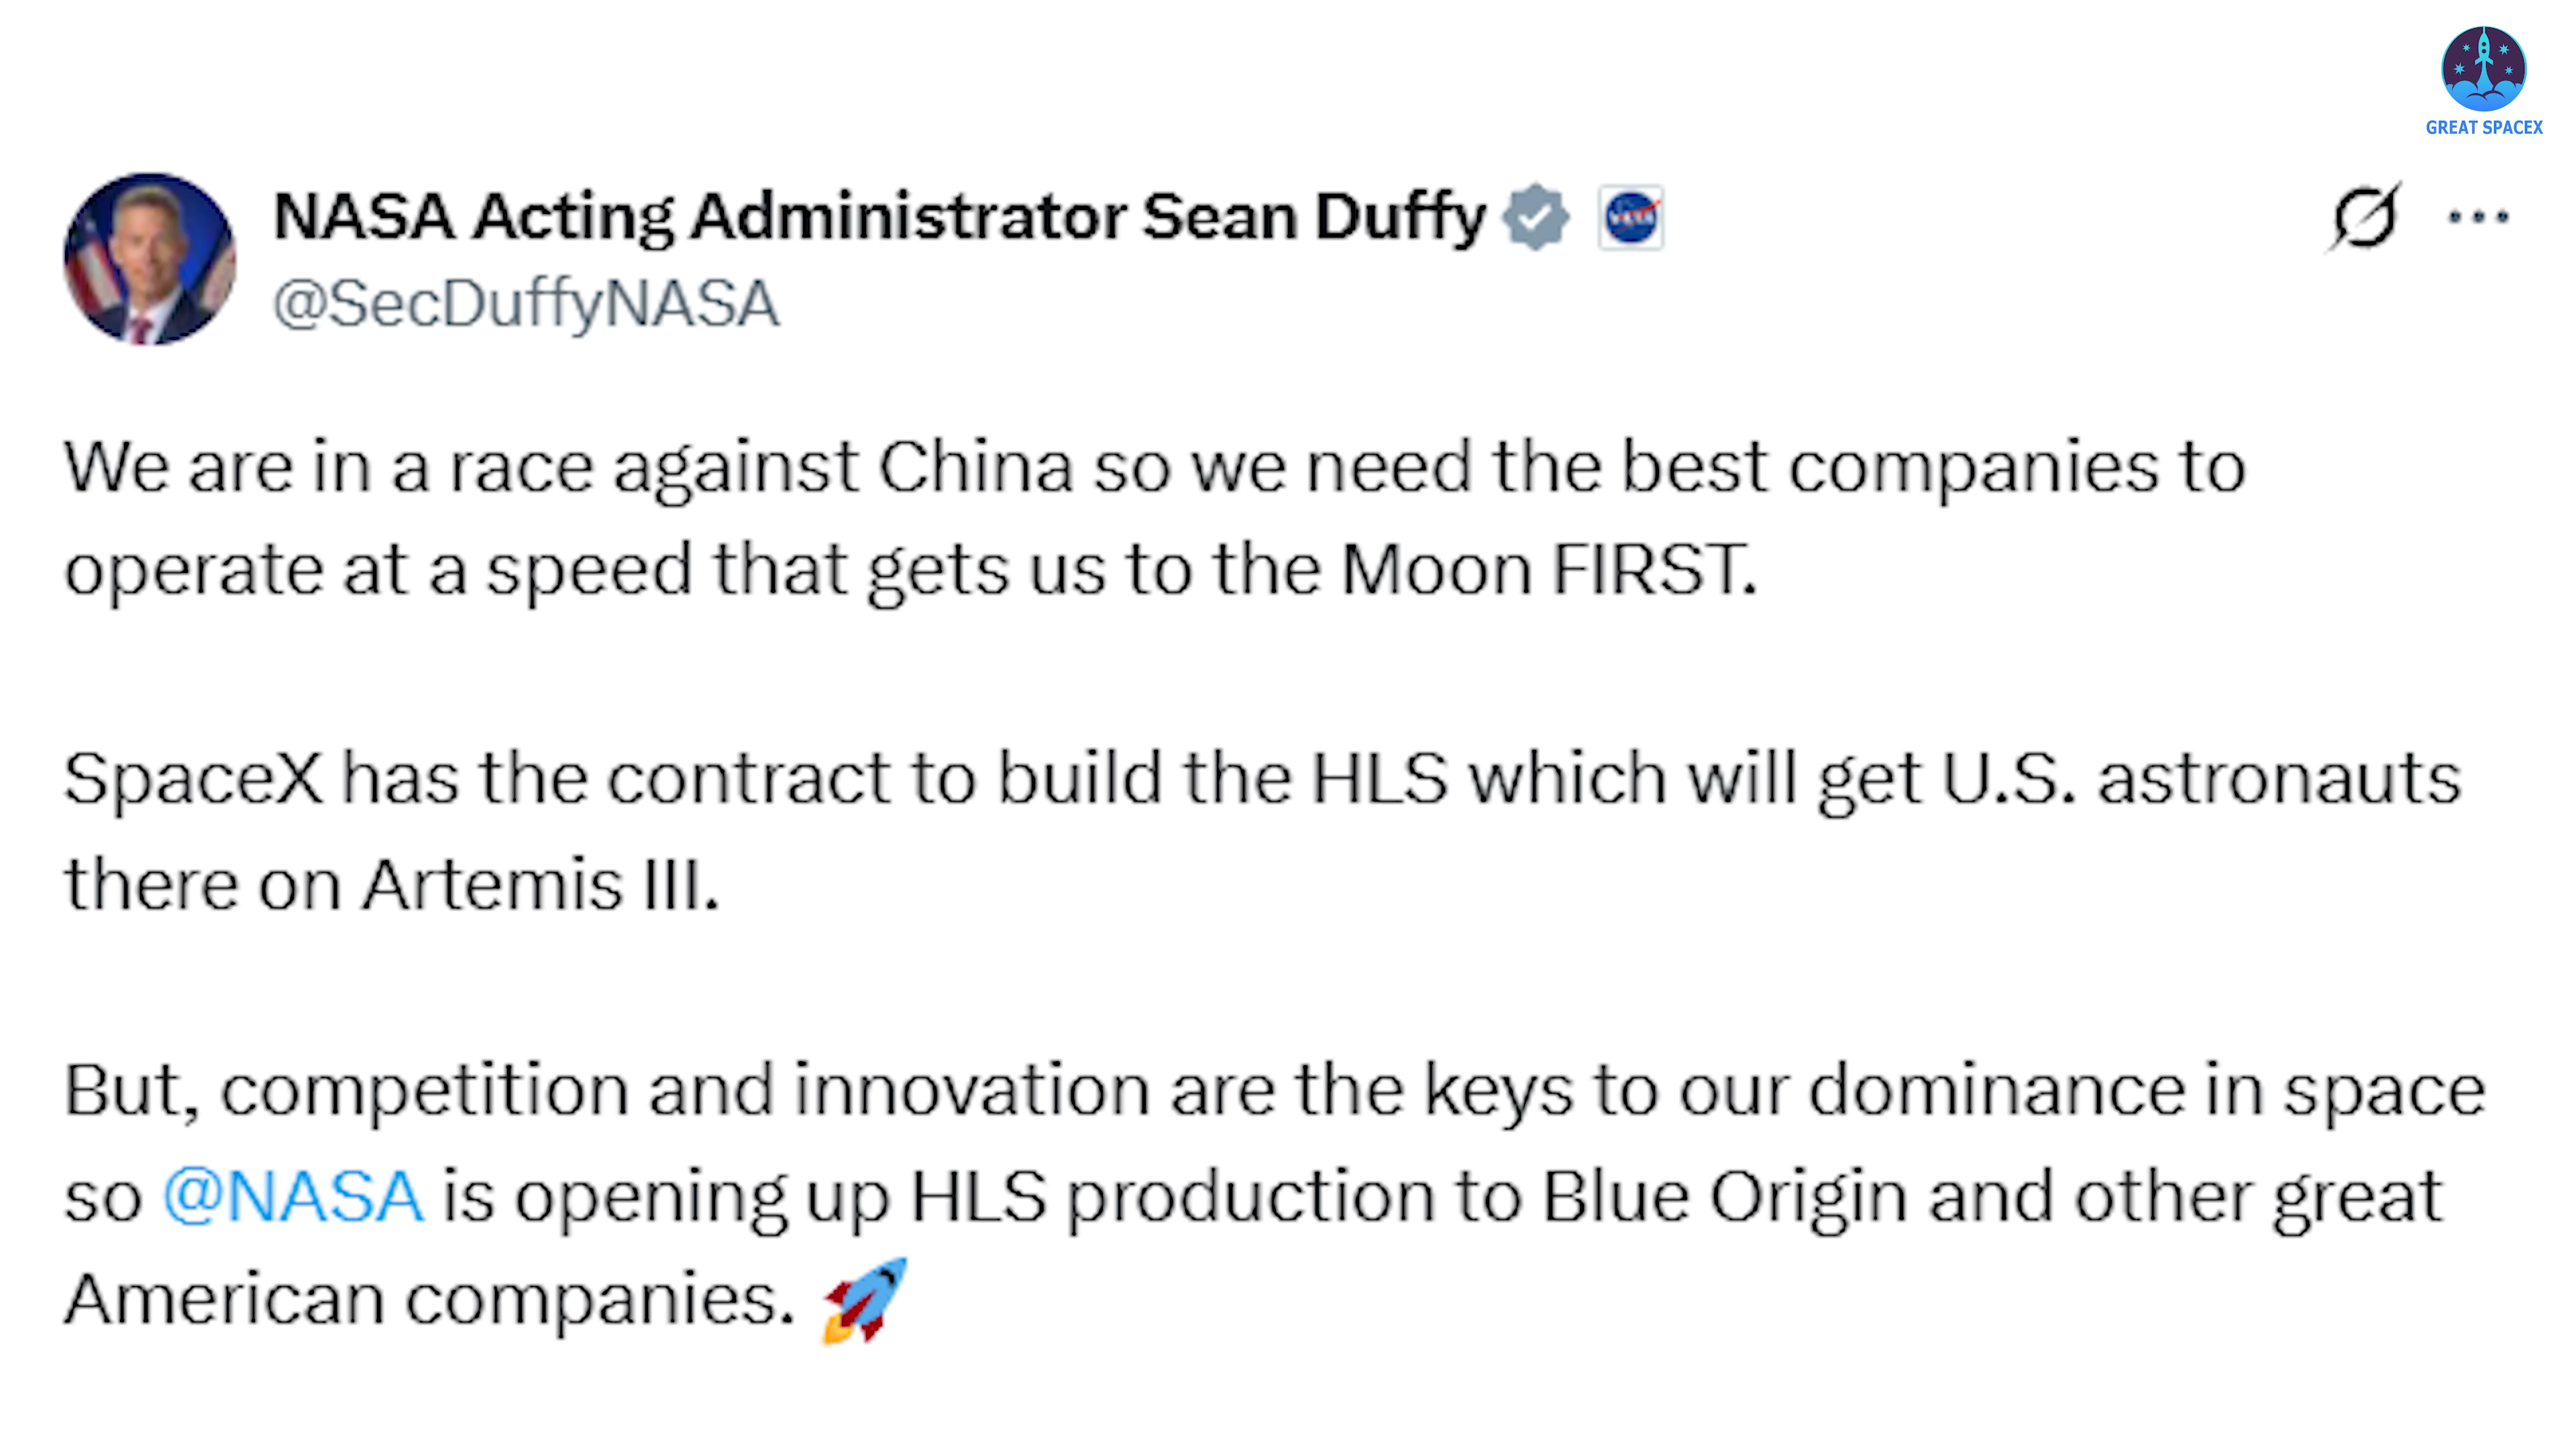 GREAT SPACEX
NASA Acting Administrator Sean Duffy
@SecDuffyNASA
We are in a race against China so we need the best companies to
operate at a speed that gets us to the Moon FIRST.
SpaceX has the contract to build the HLS which will get U.S. astronauts
there on Artemis III.
But, competition and innovation are the keys to our dominance in space
so @NASA is opening up HLS production to Blue Origin and other great
American companies. 🚀